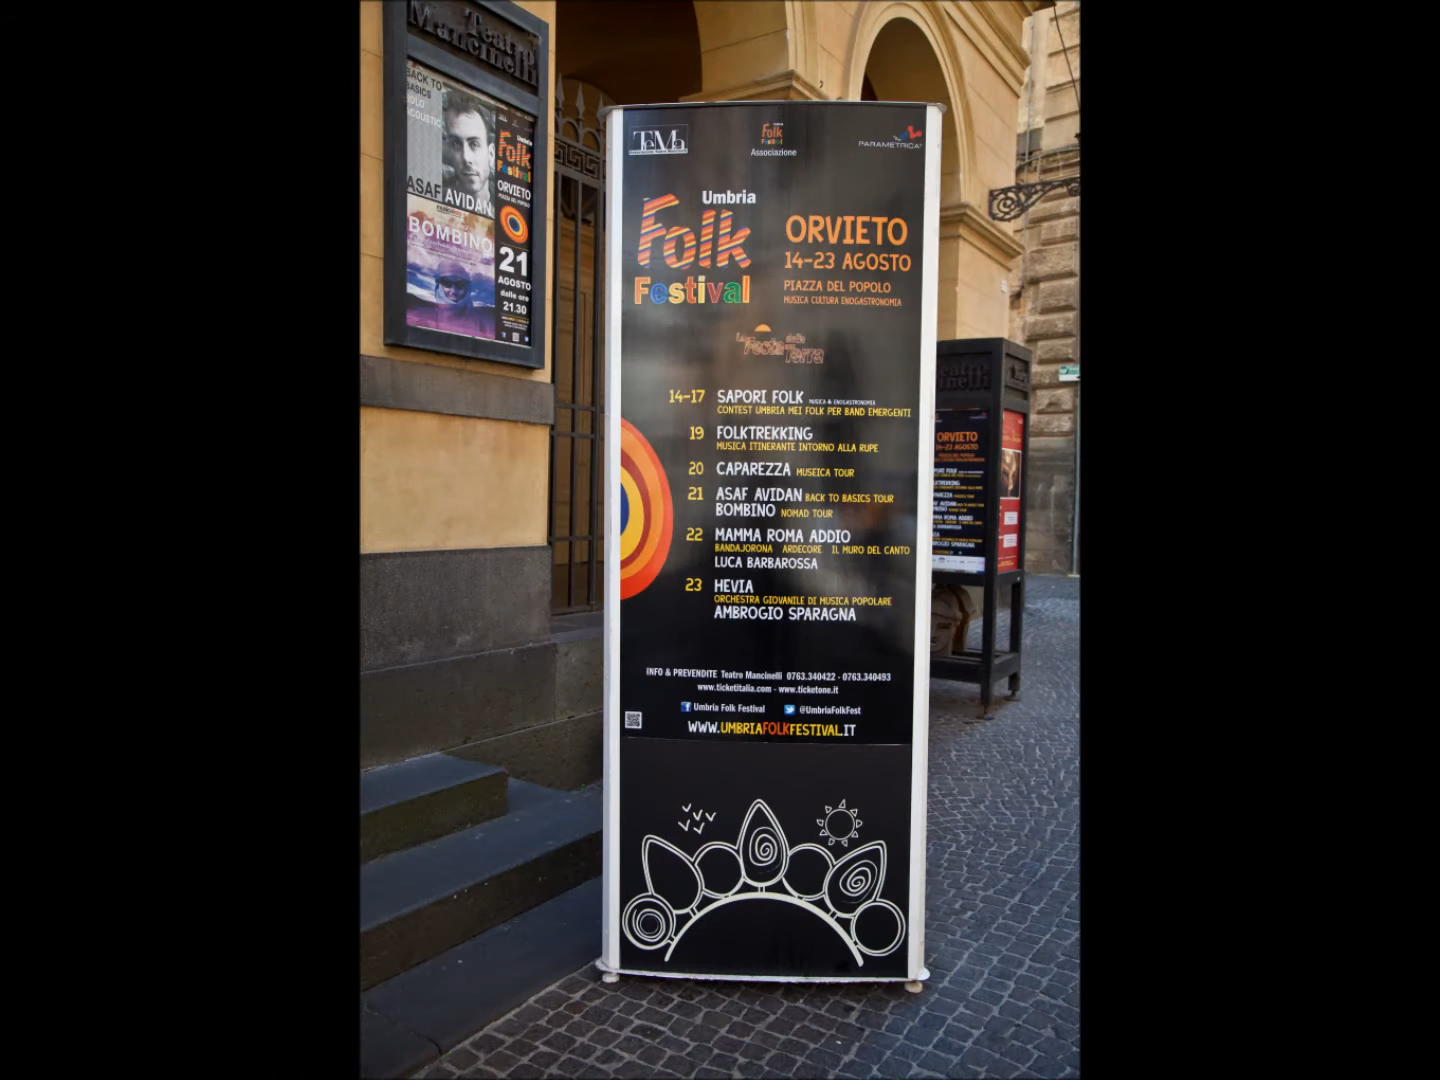 Teatro
Mancinelli
BACK TO
BASICS
SOLO
ACOUSTIC
ASAF AVIDAN
BOMBINO
Umbria
Folk
Festival
ORVIETO
PIAZZA DEL POPOLO
21
AGOSTO
dalle ore
21.30
TeMa
Umbria
Folk
Festival
Associazione
PARAMETRICA
Umbria
Folk
Festival
ORVIETO
14-23 AGOSTO
PIAZZA DEL POPOLO
MUSICA CULTURA ENOGASTRONOMIA
La Festa della Terra
14-17 SAPORI FOLK MUSICA & ENOGASTRONOMIA
CONTEST UMBRIA MEI FOLK PER BAND EMERGENTI
19 FOLKTREKKING
MUSICA ITINERANTE INTORNO ALLA RUPE
20 CAPAREZZA MUSEICA TOUR
21 ASAF AVIDAN BACK TO BASICS TOUR
BOMBINO NOMAD TOUR
22 MAMMA ROMA ADDIO
BANDAJORONA ARDECORE IL MURO DEL CANTO
LUCA BARBAROSSA
23 HEVIA
ORCHESTRA GIOVANILE DI MUSICA POPOLARE
AMBROGIO SPARAGNA
INFO & PREVENDITE Teatro Mancinelli 0763.340422 - 0763.340493
www.ticketitalia.com - www.ticketone.it
Umbria Folk Festival @UmbriaFolkFest
WWW.UMBRIAFOLKFESTIVAL.IT
ORVIETO
14-23 AGOSTO